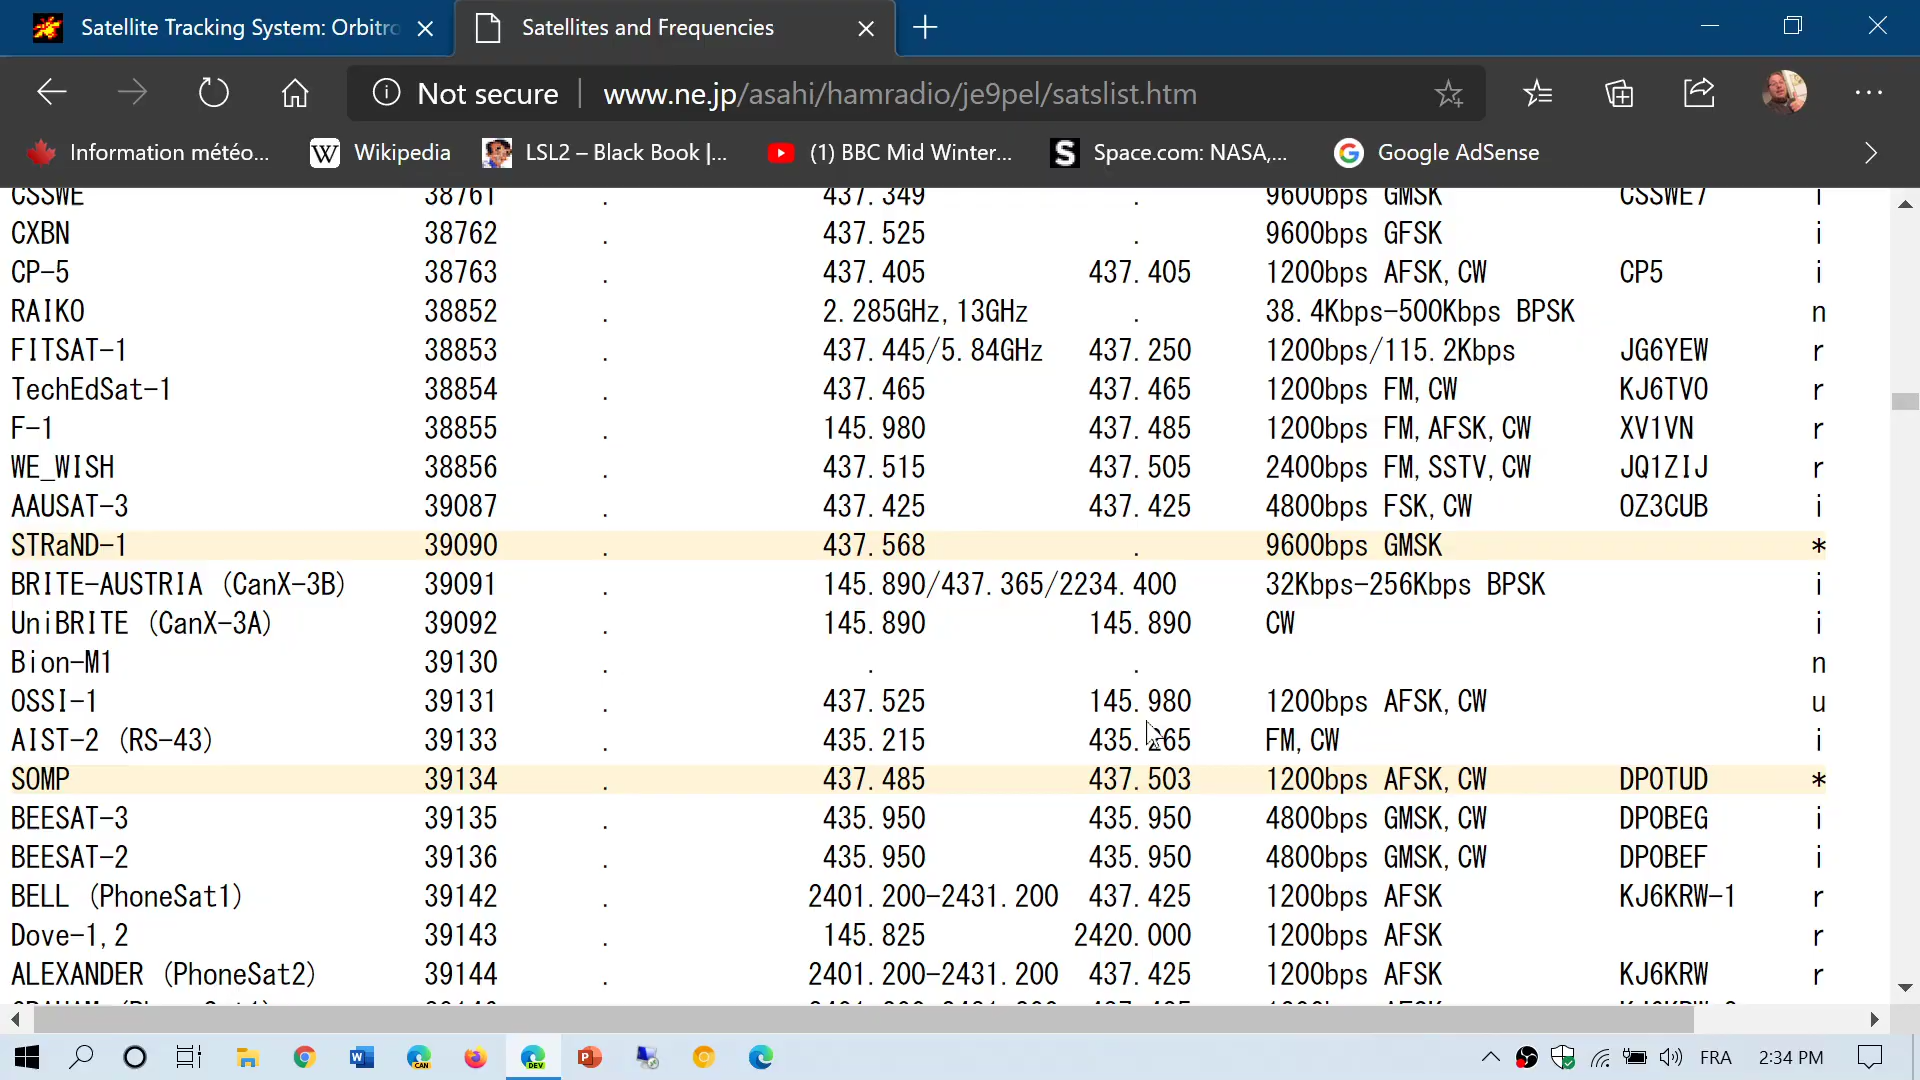 Satellite Tracking System: Orbitro
Satellites and Frequencies
Not secure
www.ne.jp/asahi/hamradio/je9pel/satslist.htm
Information météo...
W Wikipedia
LSL2 – Black Book |...
(1) BBC Mid Winter...
S Space.com: NASA,...
G Google AdSense
CSSWE 38761 . 437.349 . 9600bps GMSK CSSWE7 i
CXBN 38762 . 437.525 . 9600bps GFSK i
CP-5 38763 . 437.405 437.405 1200bps AFSK,CW CP5 i
RAIKO 38852 . 2.285GHz,13GHz . 38.4Kbps-500Kbps BPSK n
FITSAT-1 38853 . 437.445/5.84GHz 437.250 1200bps/115.2Kbps JG6YEW r
TechEdSat-1 38854 . 437.465 437.465 1200bps FM,CW KJ6TVO r
F-1 38855 . 145.980 437.485 1200bps FM,AFSK,CW XV1VN r
WE_WISH 38856 . 437.515 437.505 2400bps FM,SSTV,CW JQ1ZIJ r
AAUSAT-3 39087 . 437.425 437.425 4800bps FSK,CW OZ3CUB i
STRaND-1 39090 . 437.568 . 9600bps GMSK *
BRITE-AUSTRIA (CanX-3B) 39091 . 145.890/437.365/2234.400 32Kbps-256Kbps BPSK i
UniBRITE (CanX-3A) 39092 . 145.890 145.890 CW i
Bion-M1 39130 . . . n
OSSI-1 39131 . 437.525 145.980 1200bps AFSK,CW u
AIST-2 (RS-43) 39133 . 435.215 435.265 FM,CW i
SOMP 39134 . 437.485 437.503 1200bps AFSK,CW DP0TUD *
BEESAT-3 39135 . 435.950 435.950 4800bps GMSK,CW DP0BEG i
BEESAT-2 39136 . 435.950 435.950 4800bps GMSK,CW DP0BEF i
BELL (PhoneSat1) 39142 . 2401.200-2431.200 437.425 1200bps AFSK KJ6KRW-1 r
Dove-1,2 39143 . 145.825 2420.000 1200bps AFSK r
ALEXANDER (PhoneSat2) 39144 . 2401.200-2431.200 437.425 1200bps AFSK KJ6KRW r
FRA
2:34 PM